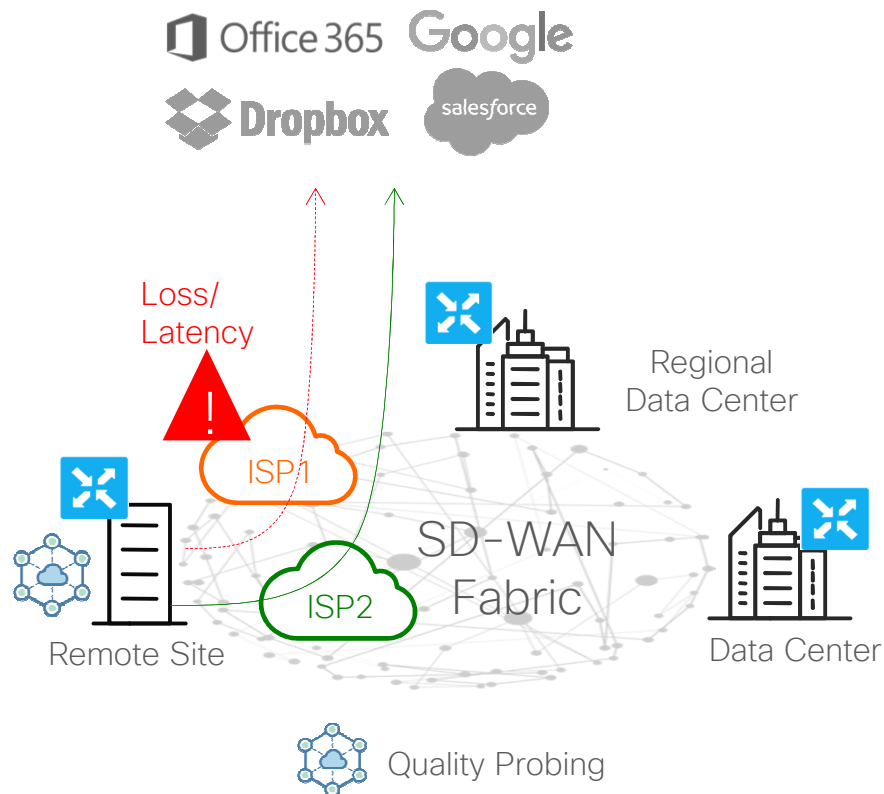 Office 365
Google
Dropbox
salesforce
Loss/
Latency
!
ISP1
Regional
Data Center
SD-WAN
Fabric
ISP2
Remote Site
Data Center
Quality Probing